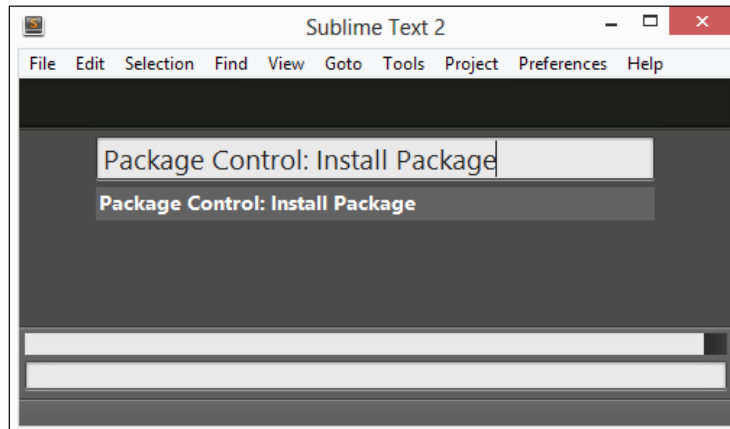 Sublime Text 2
File Edit Selection Find View Goto Tools Project Preferences Help
Package Control: Install Package
Package Control: Install Package